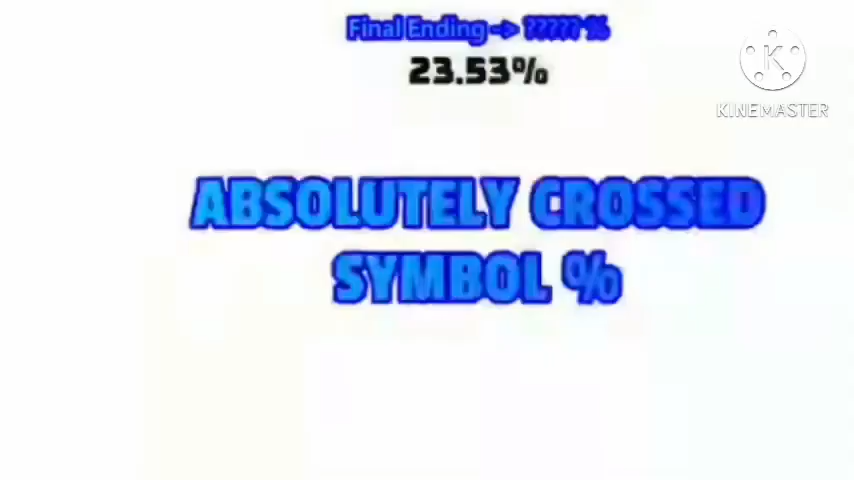 Final Ending -> ????? %
23.53%
K
KINEMASTER
ABSOLUTELY CROSSED
SYMBOL %